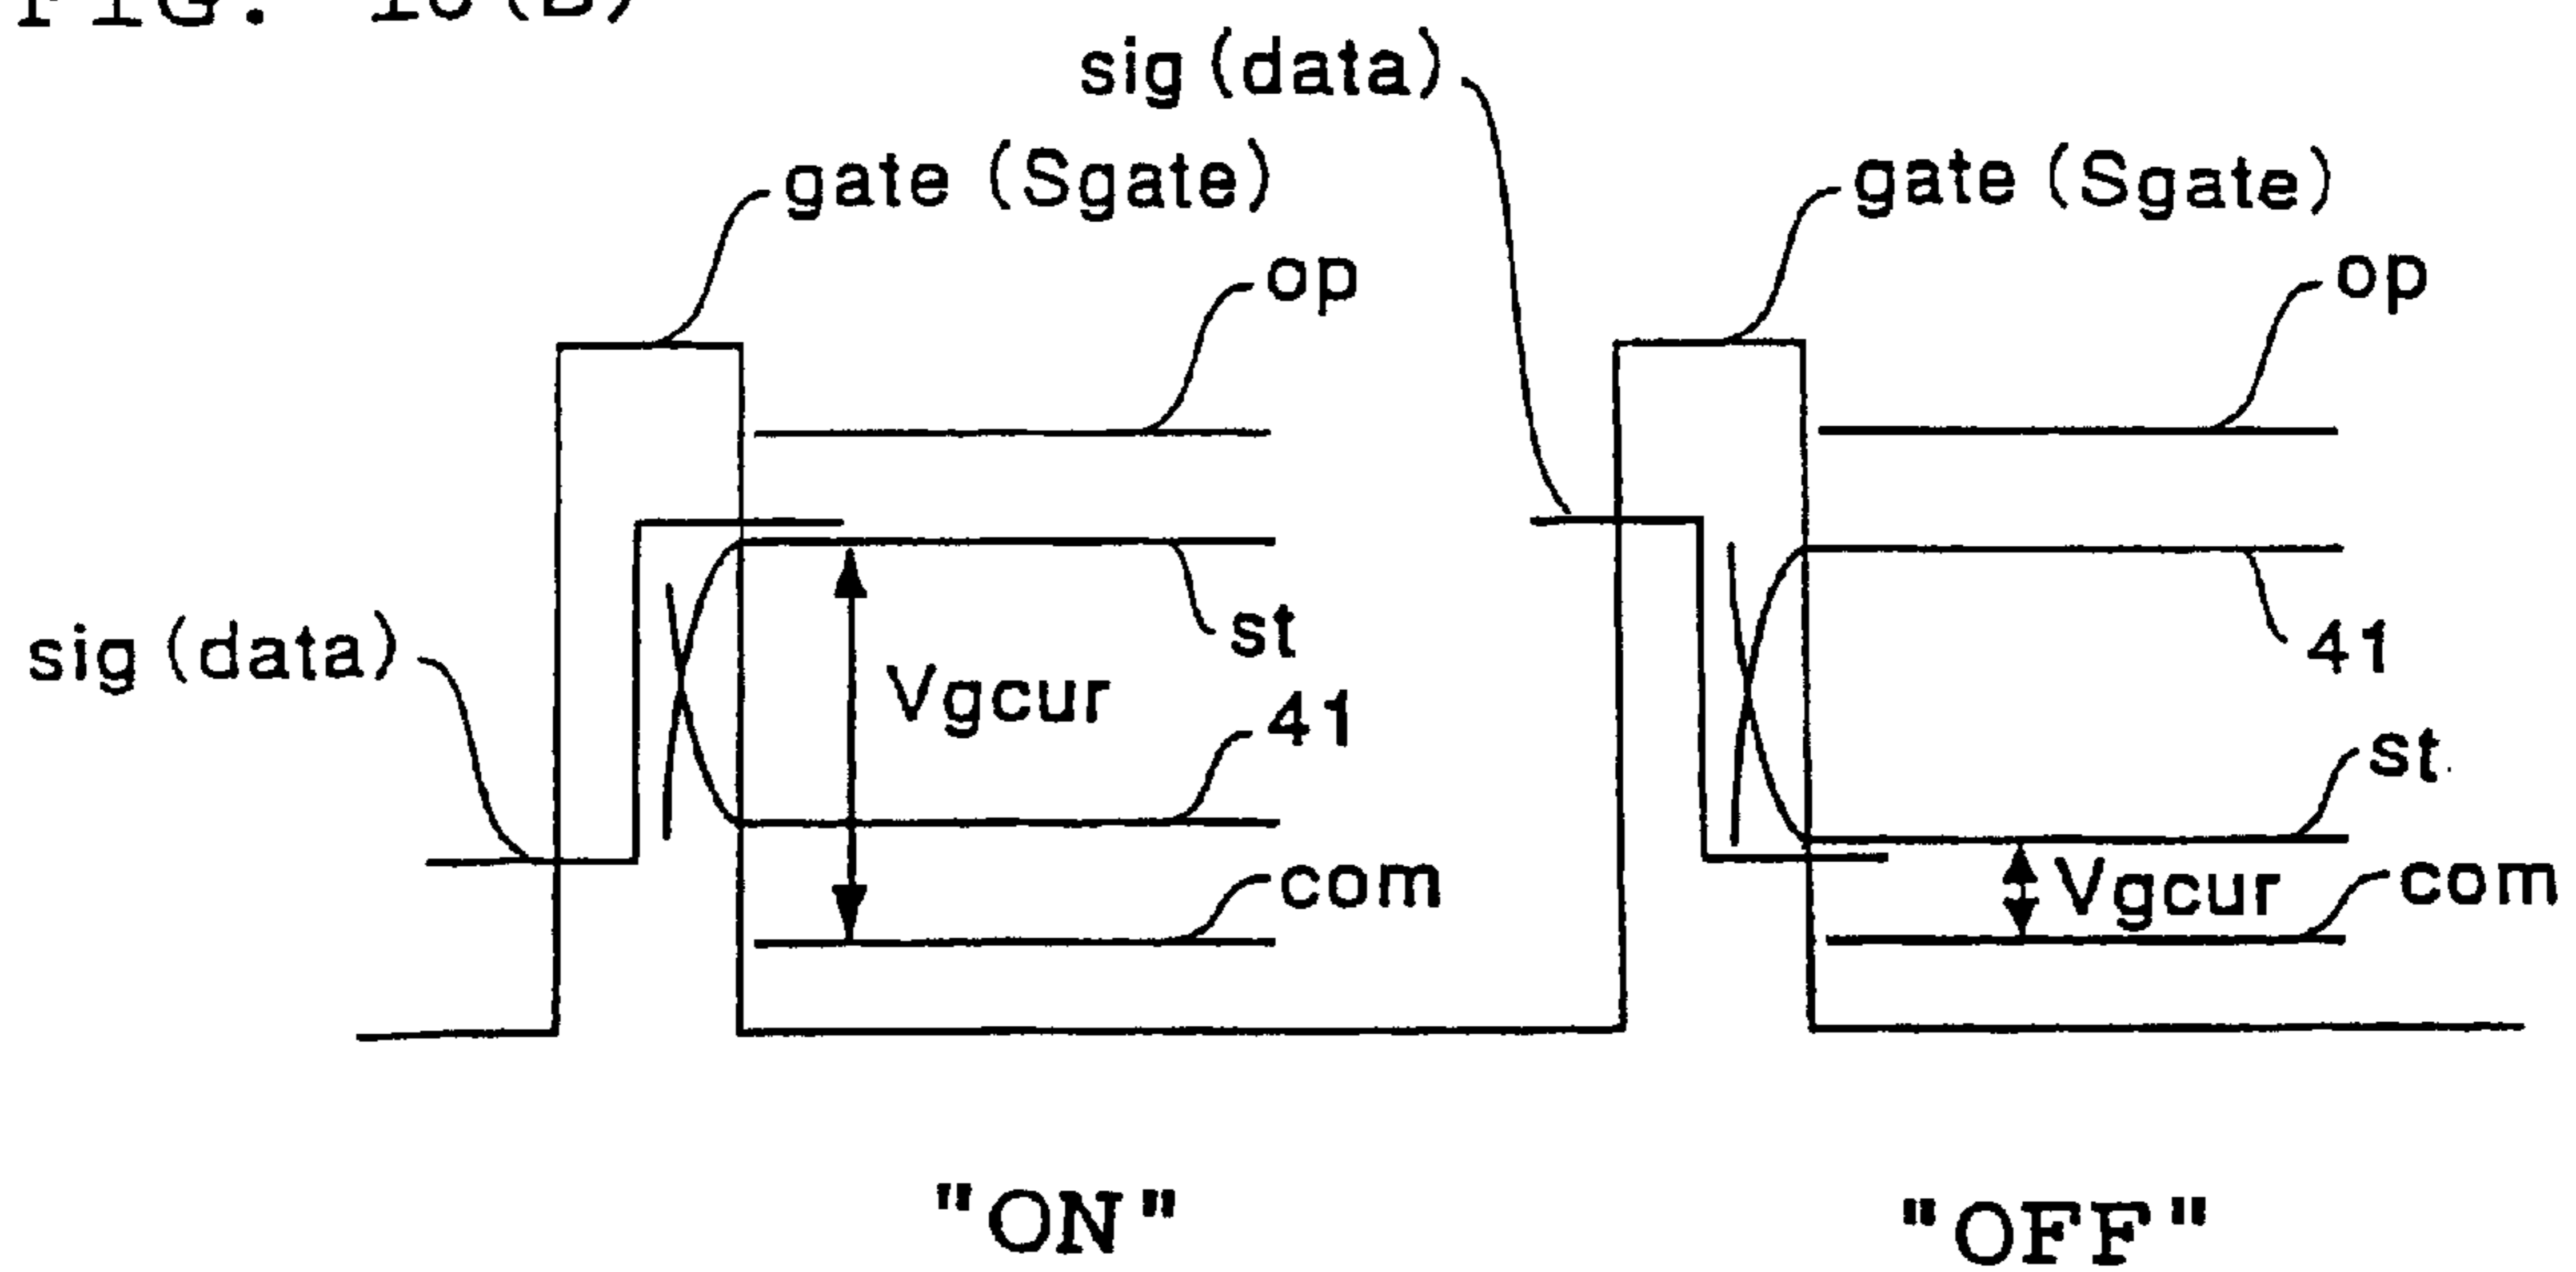 FIG.
sig (data)
gate (Sgate)
gate (Sgate)
op
op
sig (data)
st
41
Vgcur
41
st
com
Vgcur
com
"ON"
"OFF"